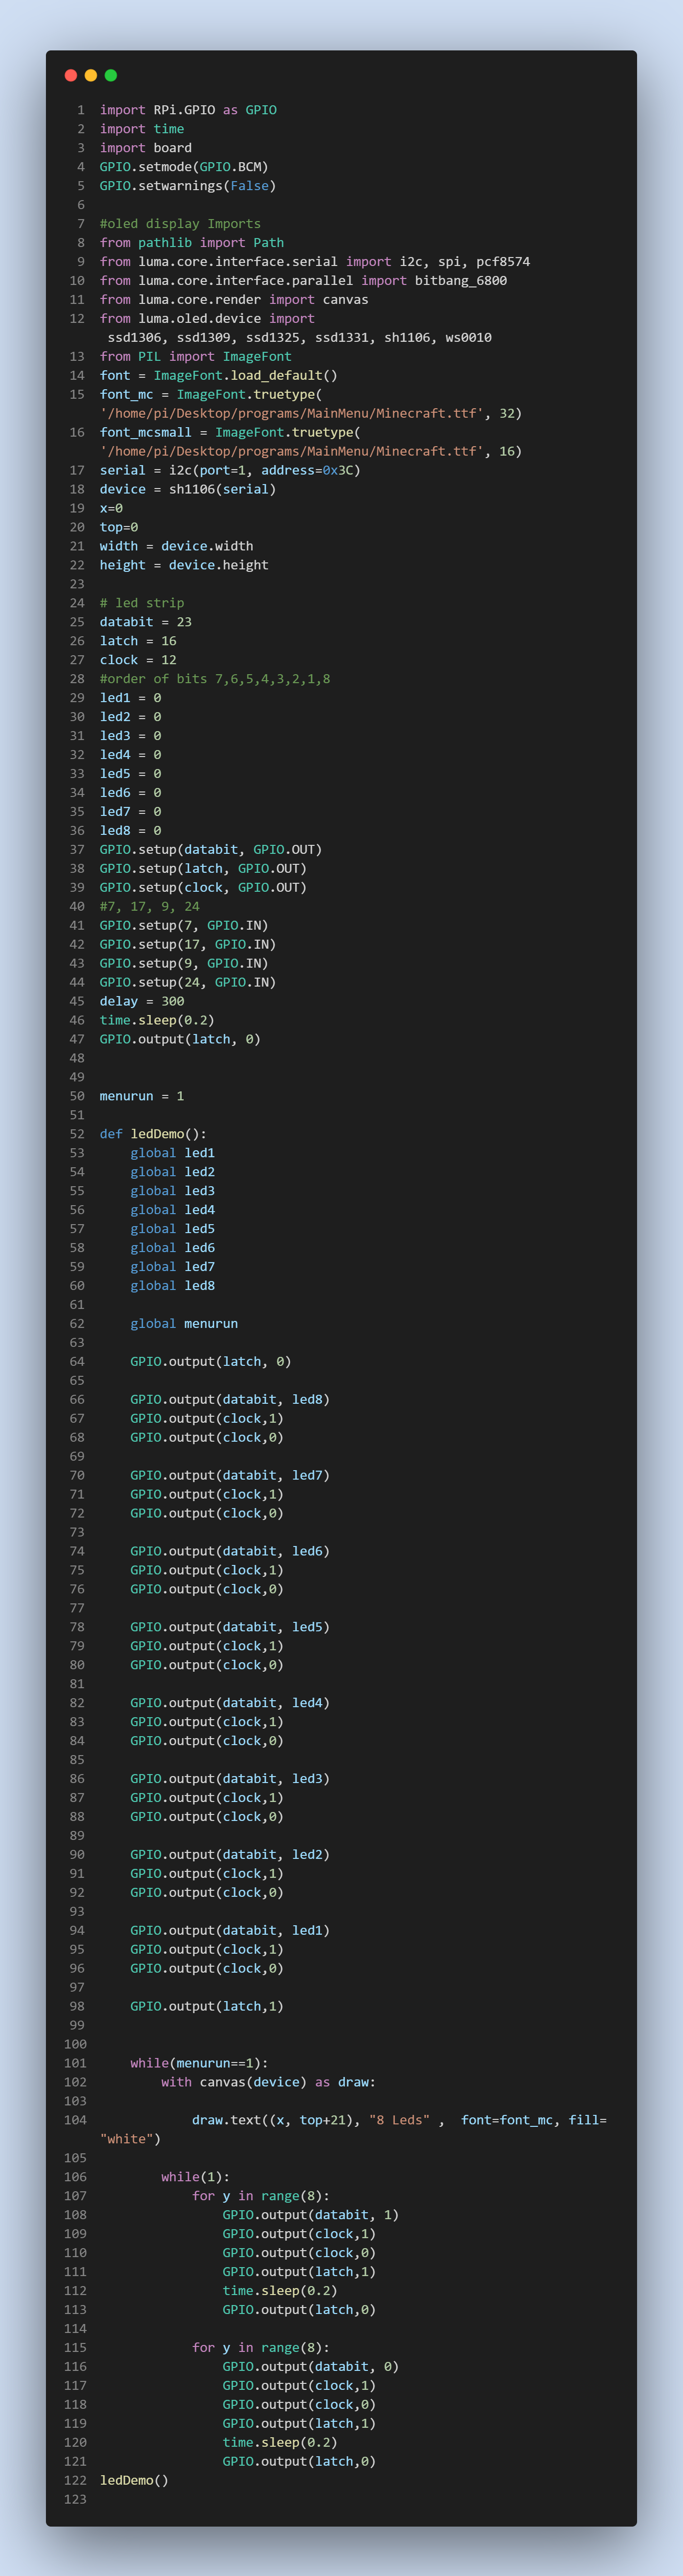 1 import RPi.GPIO as GPIO
2 import time
3 import board
4 GPIO.setmode(GPIO.BCM)
5 GPIO.setwarnings(False)
6
7 #oled display Imports
8 from pathlib import Path
9 from luma.core.interface.serial import i2c, spi, pcf8574
10 from luma.core.interface.parallel import bitbang_6800
11 from luma.core.render import canvas
12 from luma.oled.device import
 ssd1306, ssd1309, ssd1325, ssd1331, sh1106, ws0010
13 from PIL import ImageFont
14 font = ImageFont.load_default()
15 font_mc = ImageFont.truetype(
'/home/pi/Desktop/programs/MainMenu/Minecraft.ttf', 32)
16 font_mcsmall = ImageFont.truetype(
'/home/pi/Desktop/programs/MainMenu/Minecraft.ttf', 16)
17 serial = i2c(port=1, address=0x3C)
18 device = sh1106(serial)
19 x=0
20 top=0
21 width = device.width
22 height = device.height
23
24 # led strip
25 databit = 23
26 latch = 16
27 clock = 12
28 #order of bits 7,6,5,4,3,2,1,8
29 led1 = 0
30 led2 = 0
31 led3 = 0
32 led4 = 0
33 led5 = 0
34 led6 = 0
35 led7 = 0
36 led8 = 0
37 GPIO.setup(databit, GPIO.OUT)
38 GPIO.setup(latch, GPIO.OUT)
39 GPIO.setup(clock, GPIO.OUT)
40 #7, 17, 9, 24
41 GPIO.setup(7, GPIO.IN)
42 GPIO.setup(17, GPIO.IN)
43 GPIO.setup(9, GPIO.IN)
44 GPIO.setup(24, GPIO.IN)
45 delay = 300
46 time.sleep(0.2)
47 GPIO.output(latch, 0)
48
49
50 menurun = 1
51
52 def ledDemo():
53     global led1
54     global led2
55     global led3
56     global led4
57     global led5
58     global led6
59     global led7
60     global led8
61
62     global menurun
63
64     GPIO.output(latch, 0)
65
66     GPIO.output(databit, led8)
67     GPIO.output(clock,1)
68     GPIO.output(clock,0)
69
70     GPIO.output(databit, led7)
71     GPIO.output(clock,1)
72     GPIO.output(clock,0)
73
74     GPIO.output(databit, led6)
75     GPIO.output(clock,1)
76     GPIO.output(clock,0)
77
78     GPIO.output(databit, led5)
79     GPIO.output(clock,1)
80     GPIO.output(clock,0)
81
82     GPIO.output(databit, led4)
83     GPIO.output(clock,1)
84     GPIO.output(clock,0)
85
86     GPIO.output(databit, led3)
87     GPIO.output(clock,1)
88     GPIO.output(clock,0)
89
90     GPIO.output(databit, led2)
91     GPIO.output(clock,1)
92     GPIO.output(clock,0)
93
94     GPIO.output(databit, led1)
95     GPIO.output(clock,1)
96     GPIO.output(clock,0)
97
98     GPIO.output(latch,1)
99
100
101     while(menurun==1):
102         with canvas(device) as draw:
103
104             draw.text((x, top+21), "8 Leds" ,  font=font_mc, fill=
"white")
105
106         while(1):
107             for y in range(8):
108                 GPIO.output(databit, 1)
109                 GPIO.output(clock,1)
110                 GPIO.output(clock,0)
111                 GPIO.output(latch,1)
112                 time.sleep(0.2)
113                 GPIO.output(latch,0)
114
115             for y in range(8):
116                 GPIO.output(databit, 0)
117                 GPIO.output(clock,1)
118                 GPIO.output(clock,0)
119                 GPIO.output(latch,1)
120                 time.sleep(0.2)
121                 GPIO.output(latch,0)
122 ledDemo()
123